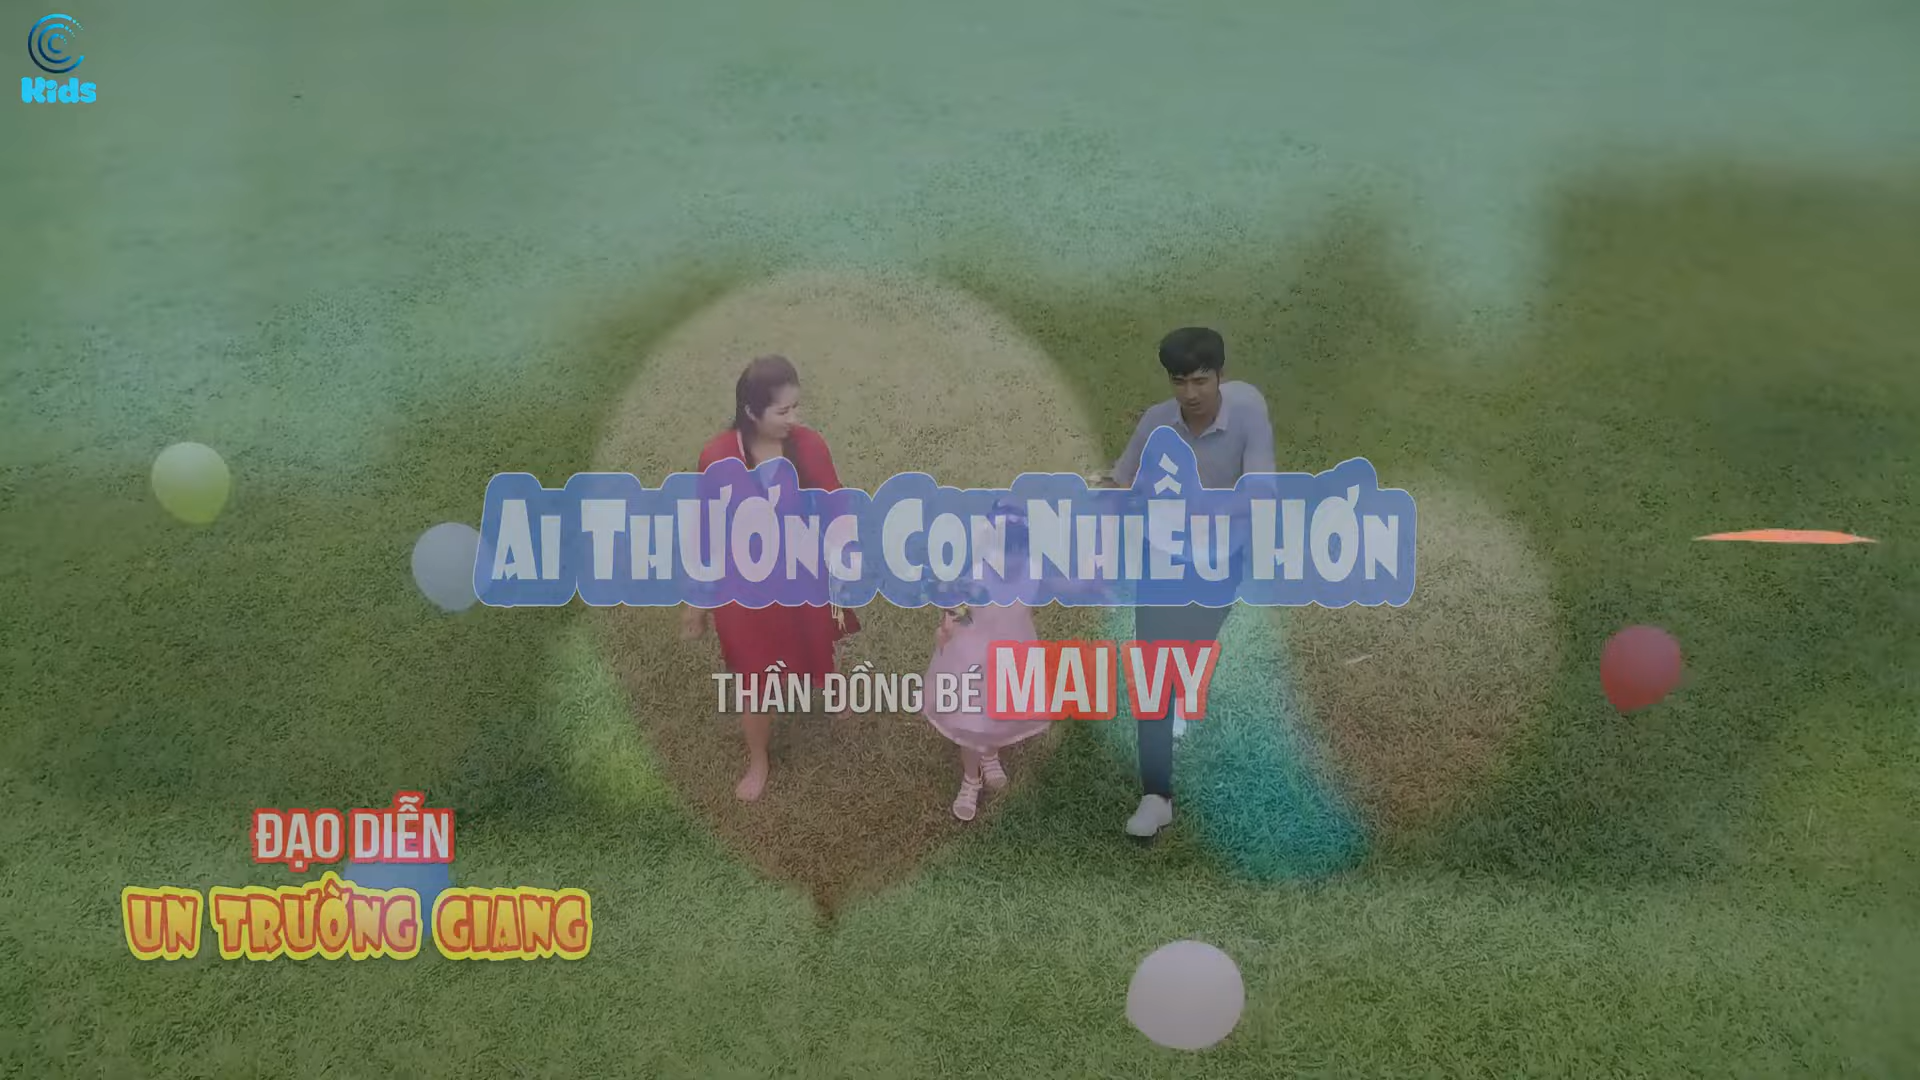 Kids
AI THƯƠNG CON NHIỀU HƠN
THẦN ĐỒNG BÉ MAI VY
ĐẠO DIỄN
UN TRƯỜNG GIANG